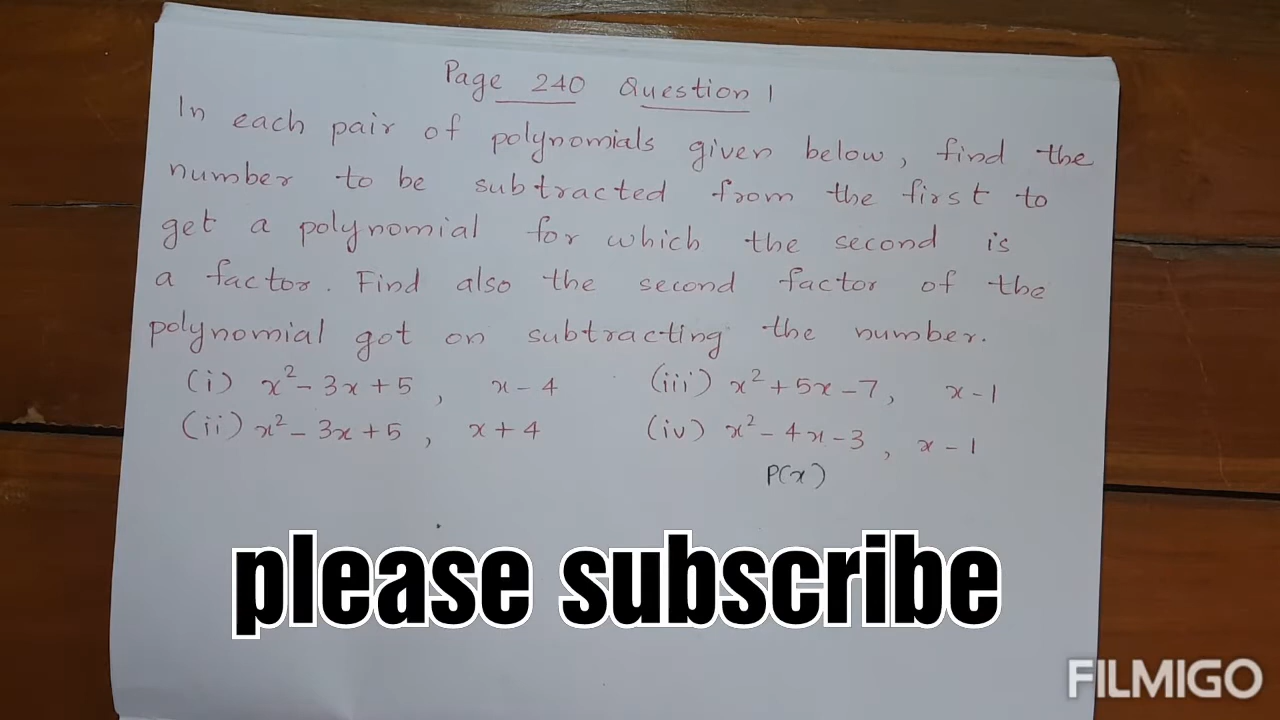 Page 240 Question 1
In each pair of polynomials given below, find the
number to be subtracted from the first to
get a polynomial for which the second is
a factor. Find also the second factor of the
polynomial got on subtracting the number.
(i) x² - 3x + 5 , x - 4
(iii) x² + 5x - 7 , x - 1
(ii) x² - 3x + 5 , x + 4
(iv) x² - 4x - 3 , x - 1
P(x)
please subscribe
FILMIGO